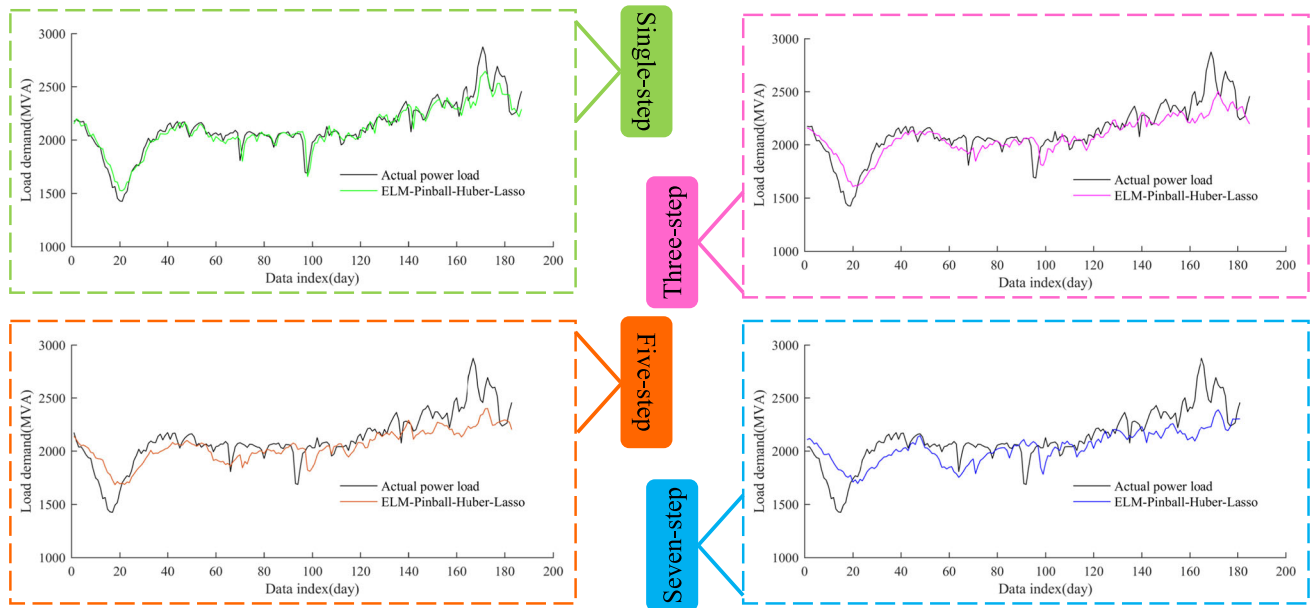 Single-step
3000
2500
2000
1500
1000
Load demand(MVA)
Actual power load
ELM-Pinball-Huber-Lasso
0 20 40 60 80 100 120 140 160 180 200
Data index(day)
Three-step
3000
2500
2000
1500
1000
Load demand(MVA)
Actual power load
ELM-Pinball-Huber-Lasso
0 20 40 60 80 100 120 140 160 180 200
Data index(day)
Five-step
3000
2500
2000
1500
1000
Load demand(MVA)
Actual power load
ELM-Pinball-Huber-Lasso
0 20 40 60 80 100 120 140 160 180 200
Data index(day)
Seven-step
3000
2500
2000
1500
1000
Load demand(MVA)
Actual power load
ELM-Pinball-Huber-Lasso
0 20 40 60 80 100 120 140 160 180 200
Data index(day)